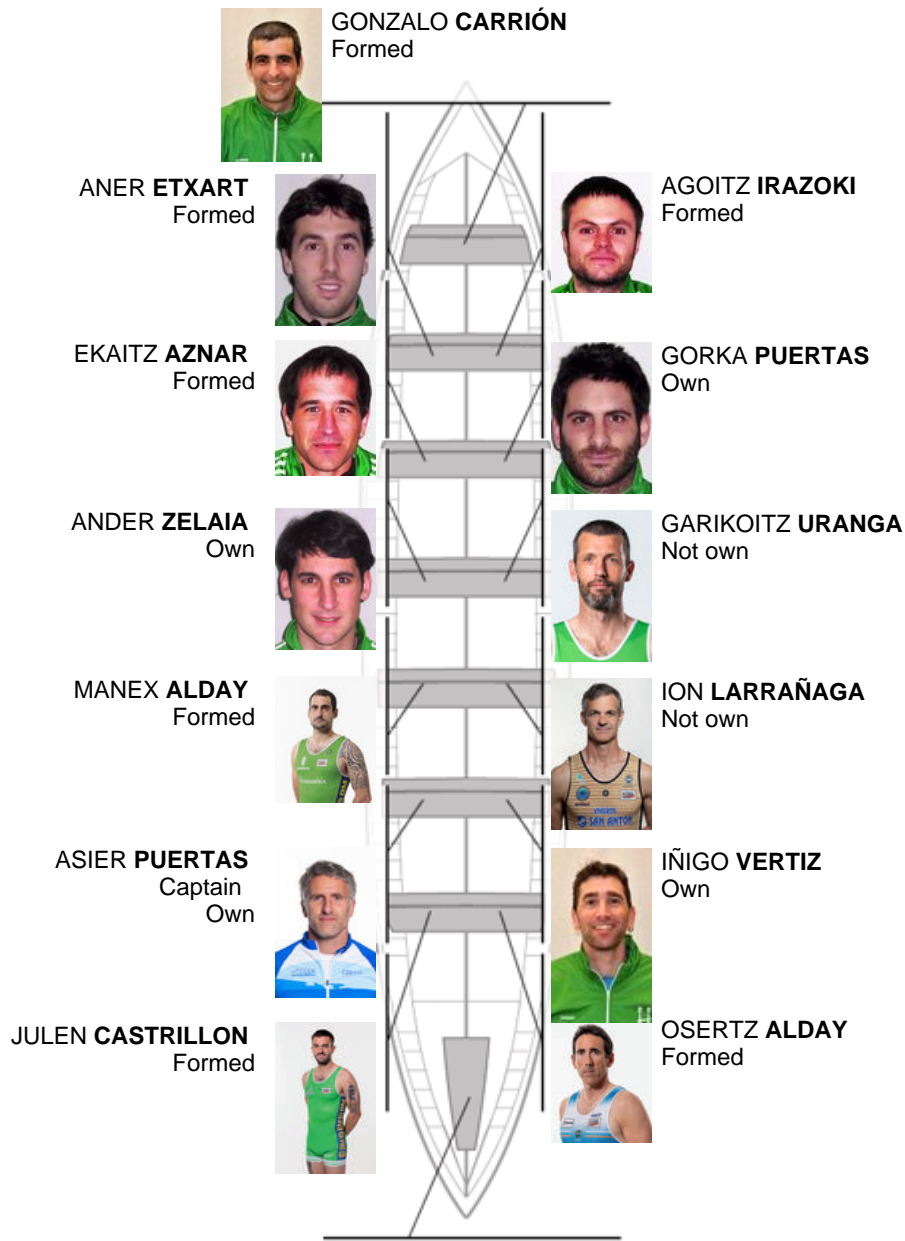 GONZALO CARRIÓN
Formed
ANER ETXART
Formed
AGOITZ IRAZOKI
Formed
EKAITZ AZNAR
Formed
GORKA PUERTAS
Own
ANDER ZELAIA
Own
GARIKOITZ URANGA
Not own
MANEX ALDAY
Formed
ION LARRAÑAGA
Not own
SAN ANTON
ASIER PUERTAS
Captain
Own
IÑIGO VERTIZ
Own
JULEN CASTRILLON
Formed
OSERTZ ALDAY
Formed